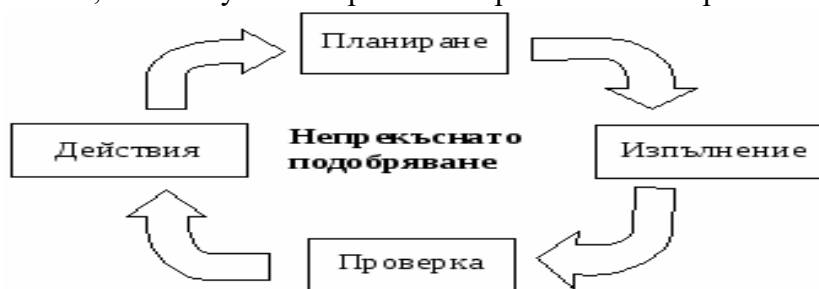 Планиране
Действия
Непрекъснато
подобряване
Изпълнение
Проверка